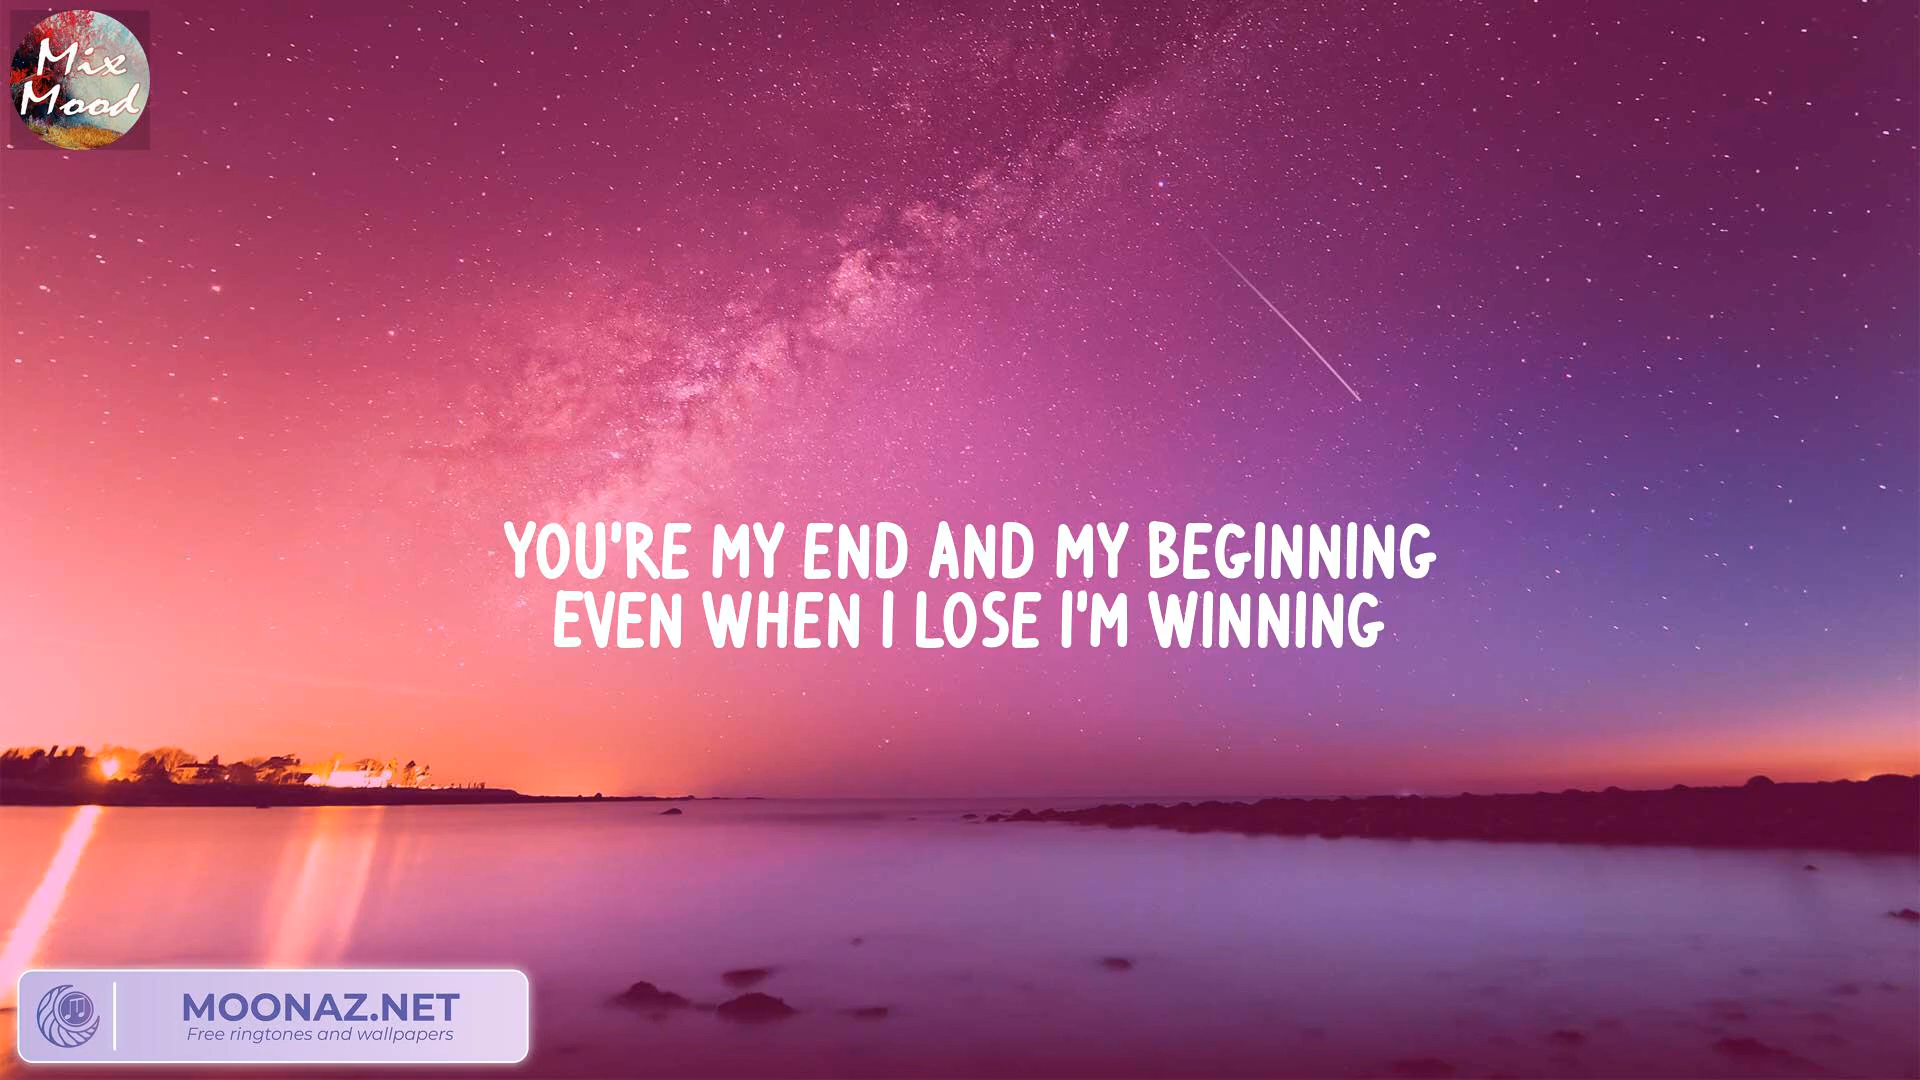 Mix
Mood
YOU'RE MY END AND MY BEGINNING
EVEN WHEN I LOSE I'M WINNING
MOONAZ.NET
Free ringtones and wallpapers